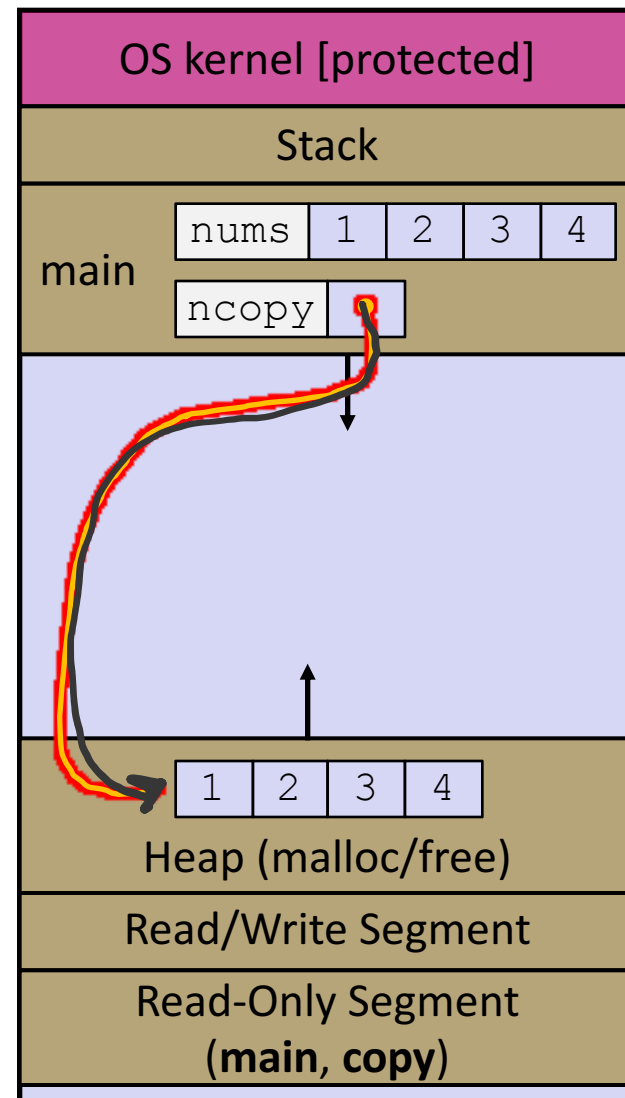 OS kernel [protected]
Stack
main
nums 1 2 3 4
ncopy
1 2 3 4
Heap (malloc/free)
Read/Write Segment
Read-Only Segment
(main, copy)